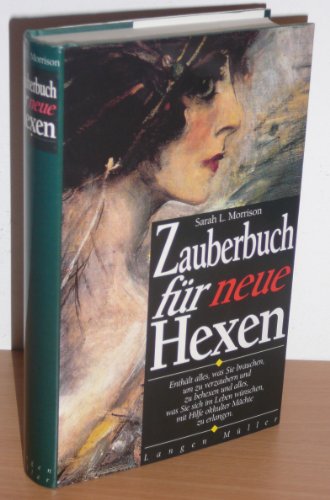 Morrison
Zauberbuch
neue
Hexen
Sarah L. Morrison
Zauberbuch
für neue
Hexen
Enthält alles, was Sie brauchen,
um zu verzaubern und
zu behexen und alles,
was Sie sich im Leben wünschen,
mit Hilfe okkulter Mächte
zu erlangen.
Langen Müller